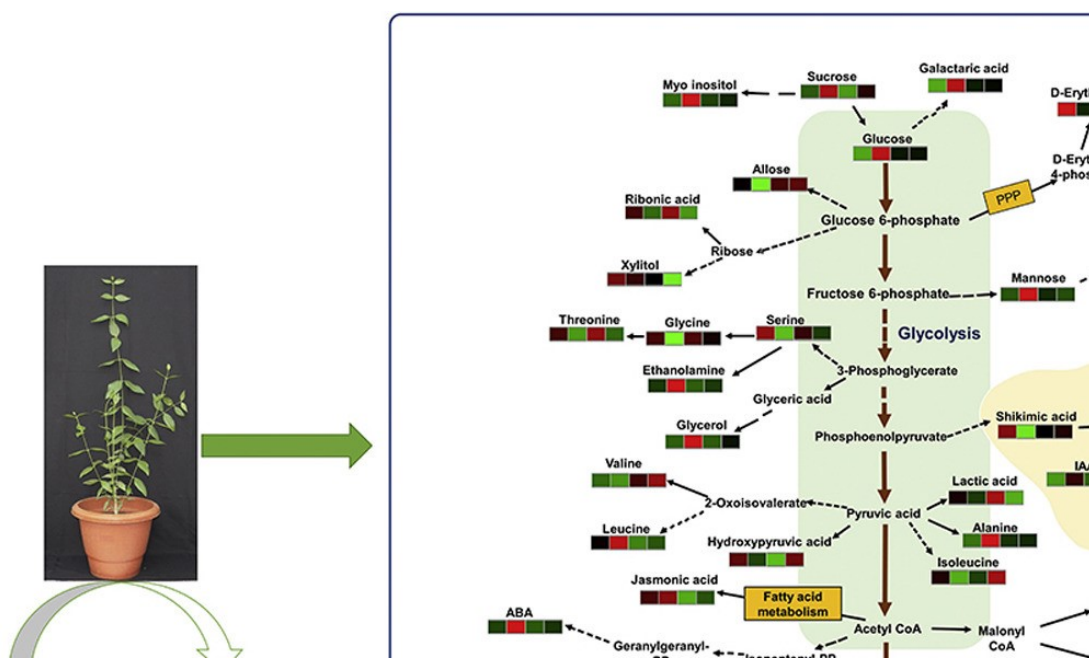 Galactaric acid
Sucrose
Myo inositol
Glucose
Allose
PPP
Ribonic acid
Glucose 6-phosphate
Ribose
Xylitol
Mannose
Fructose 6-phosphate
Threonine
Glycine
Serine
Glycolysis
Ethanolamine
3-Phosphoglycerate
Glyceric acid
Glycerol
Shikimic acid
Phosphoenolpyruvate
Valine
Lactic acid
2-Oxoisovalerate
Pyruvic acid
Leucine
Alanine
Hydroxypyruvic acid
Isoleucine
Jasmonic acid
Fatty acid
metabolism
ABA
Acetyl CoA
Malonyl
CoA
Geranylgeranyl-